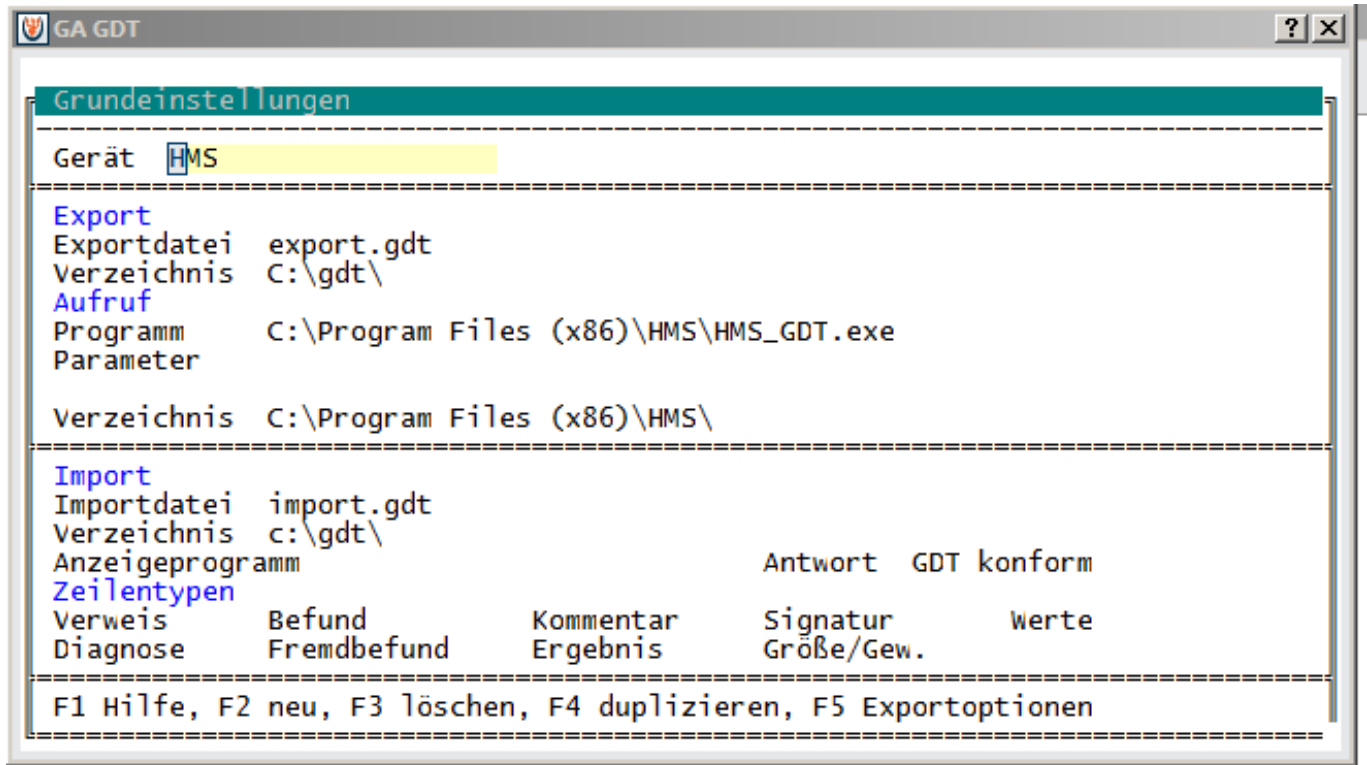 GA GDT ? X
Grundeinstellungen
Gerät HMS
Export
Exportdatei export.gdt
Verzeichnis C:\gdt\
Aufruf
Programm C:\Program Files (x86)\HMS\HMS_GDT.exe
Parameter
Verzeichnis C:\Program Files (x86)\HMS\
Import
Importdatei import.gdt
Verzeichnis c:\gdt\
Anzeigeprogramm Antwort GDT konform
Zeilentypen
Verweis Befund Kommentar Signatur Werte
Diagnose Fremdbefund Ergebnis Größe/Gew.
F1 Hilfe, F2 neu, F3 löschen, F4 duplizieren, F5 Exportoptionen